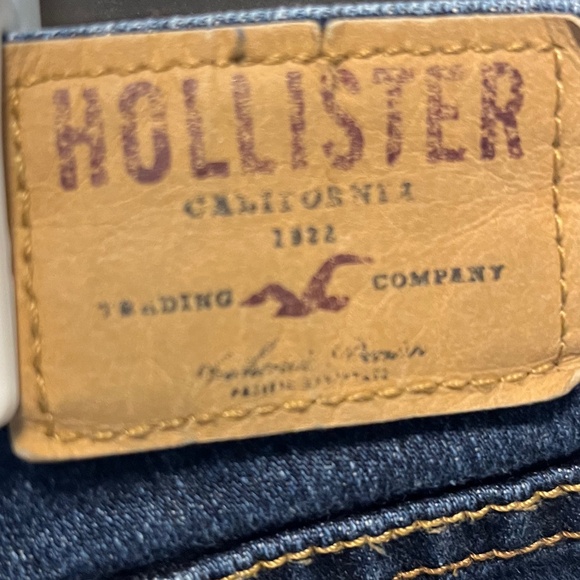 HOLLISTER
CALIFORNIA
1922
TRADING COMPANY